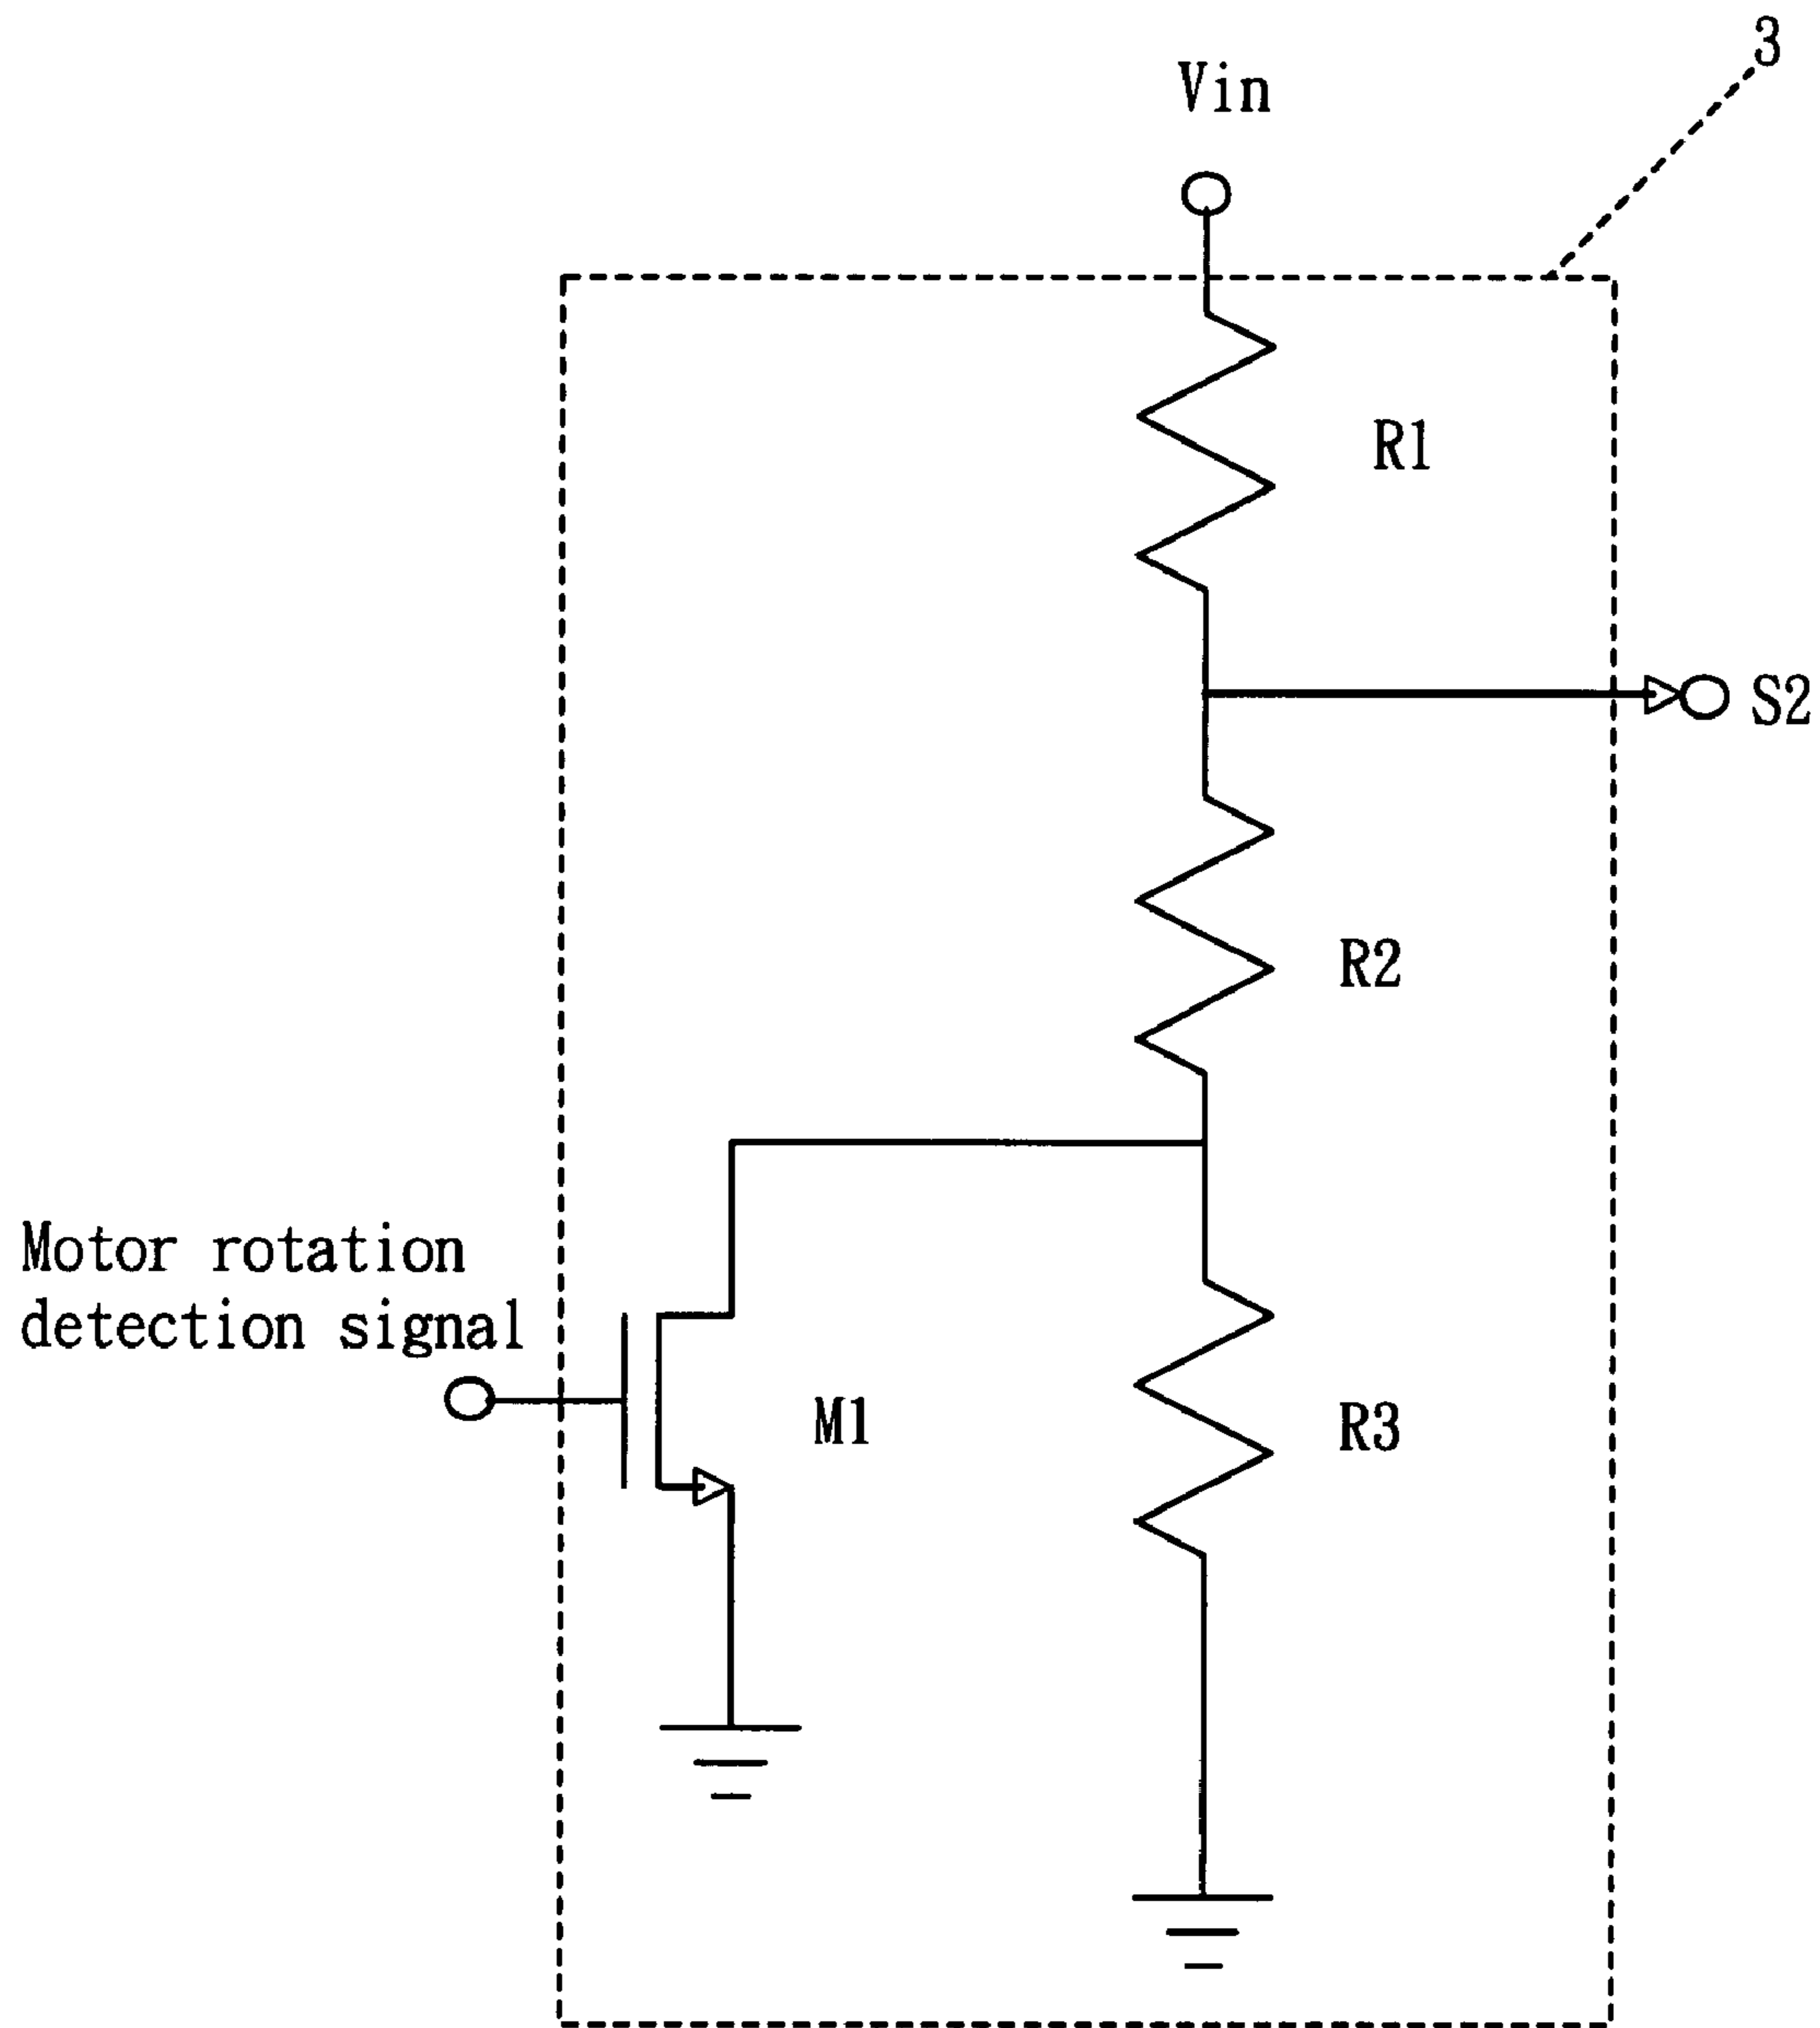 3
Vin
R1
S2
R2
Motor rotation
detection signal
M1
R3